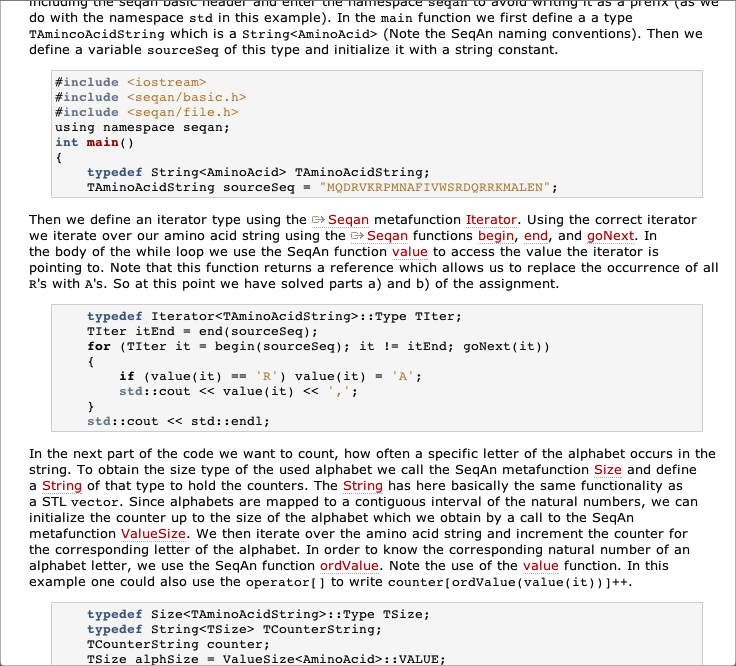 including the seqan basic header and enter the namespace seqan to avoid writing it as a prefix (as we
do with the namespace std in this example). In the main function we first define a a type
TAmincoAcidString which is a String<AminoAcid> (Note the SeqAn naming conventions). Then we
define a variable sourceSeq of this type and initialize it with a string constant.
#include <iostream>
#include <seqan/basic.h>
#include <seqan/file.h>
using namespace seqan;
int main()
{
    typedef String<AminoAcid> TAminoAcidString;
    TAminoAcidString sourceSeq = "MQDRVKRPMNAFIVWSRDQRRKMALEN";
Then we define an iterator type using the Seqan metafunction Iterator. Using the correct iterator
we iterate over our amino acid string using the Seqan functions begin, end, and goNext. In
the body of the while loop we use the SeqAn function value to access the value the iterator is
pointing to. Note that this function returns a reference which allows us to replace the occurrence of all
R's with A's. So at this point we have solved parts a) and b) of the assignment.
    typedef Iterator<TAminoAcidString>::Type TIter;
    TIter itEnd = end(sourceSeq);
    for (TIter it = begin(sourceSeq); it != itEnd; goNext(it))
    {
        if (value(it) == 'R') value(it) = 'A';
        std::cout << value(it) << ',';
    }
    std::cout << std::endl;
In the next part of the code we want to count, how often a specific letter of the alphabet occurs in the
string. To obtain the size type of the used alphabet we call the SeqAn metafunction Size and define
a String of that type to hold the counters. The String has here basically the same functionality as
a STL vector. Since alphabets are mapped to a contiguous interval of the natural numbers, we can
initialize the counter up to the size of the alphabet which we obtain by a call to the SeqAn
metafunction ValueSize. We then iterate over the amino acid string and increment the counter for
the corresponding letter of the alphabet. In order to know the corresponding natural number of an
alphabet letter, we use the SeqAn function ordValue. Note the use of the value function. In this
example one could also use the operator[] to write counter[ordValue(value(it))]++.
    typedef Size<TAminoAcidString>::Type TSize;
    typedef String<TSize> TCounterString;
    TCounterString counter;
    TSize alphSize = ValueSize<AminoAcid>::VALUE;